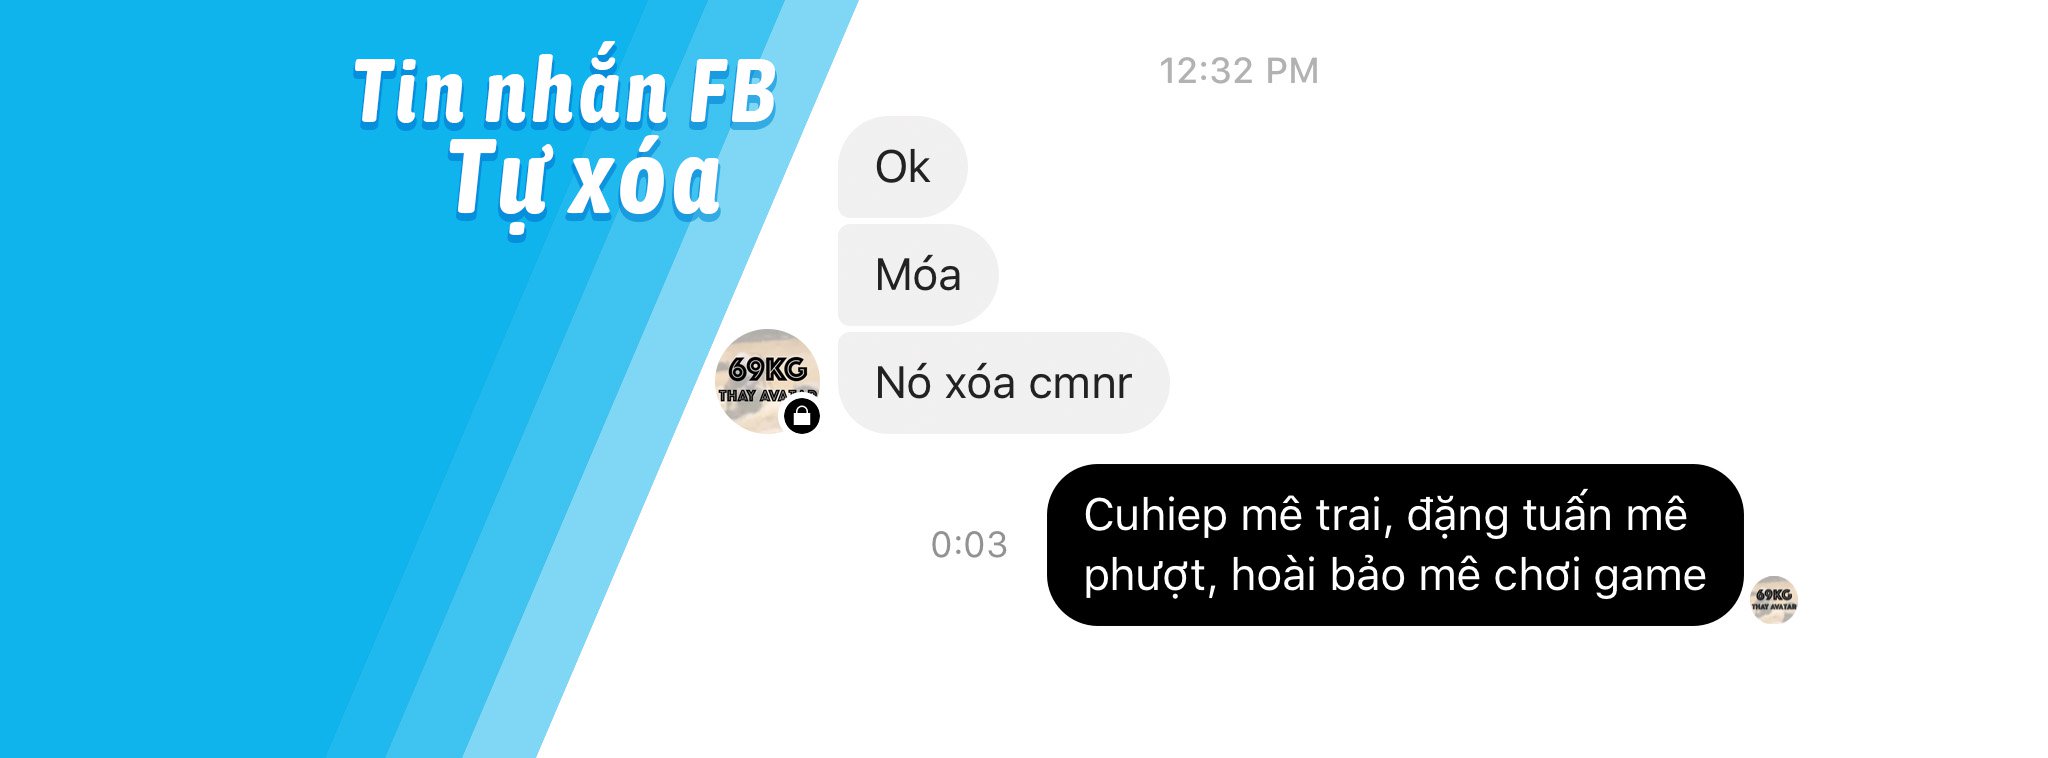 Tin nhắn FB
Tự xóa
12:32 PM
Ok
Móa
Nó xóa cmnr
69KG
THAY AVATAR
0:03
Cuhiep mê trai, đặng tuấn mê
phượt, hoài bảo mê chơi game
69KG
THAY AVATAR